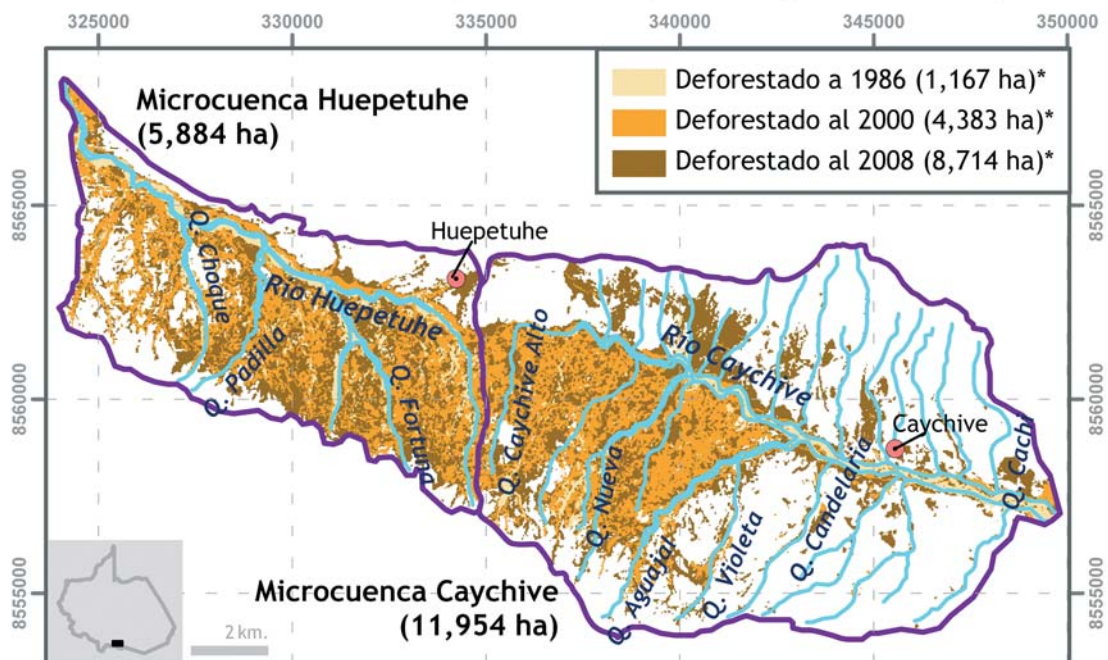 325000 330000 335000 340000 345000 350000
Deforestado a 1986 (1,167 ha)*
Deforestado al 2000 (4,383 ha)*
Deforestado al 2008 (8,714 ha)*
Microcuenca Huepetuhe
(5,884 ha)
8565000
8565000
Huepetuhe
Q. Choque
Río Huepetuhe
Q. Padilla
Q. Fortuna
Q. Caychive Alto
Río Caychive
8560000
8560000
Caychive
Q. Nueva
Q. Candelaria
Q. Cachi
Q. Aguajal
Q. Violeta
Microcuenca Caychive
(11,954 ha)
8555000
8555000
2 km.